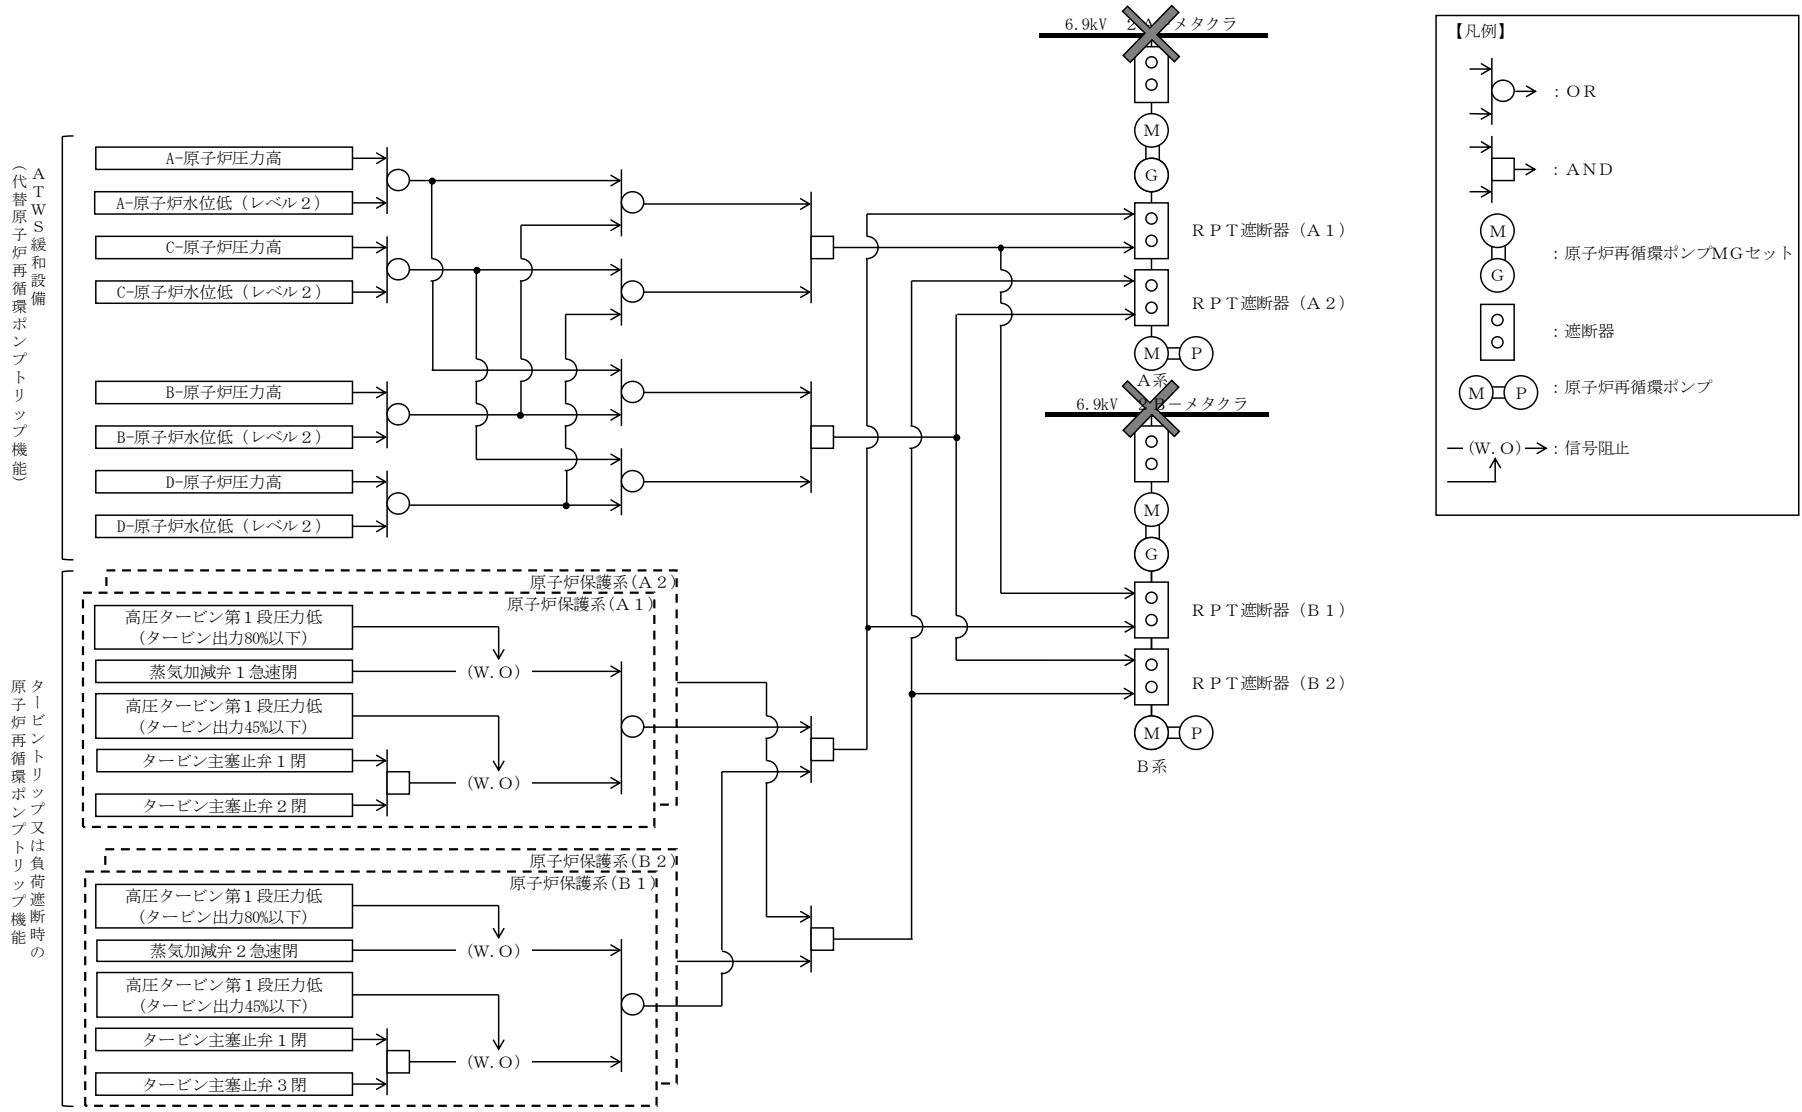 ATWS緩和設備
（代替原子炉再循環ポンプトリップ機能）
A-原子炉圧力高
A-原子炉水位低（レベル２）
C-原子炉圧力高
C-原子炉水位低（レベル２）
B-原子炉圧力高
B-原子炉水位低（レベル２）
D-原子炉圧力高
D-原子炉水位低（レベル２）
タービントリップ又は負荷遮断時の
原子炉再循環ポンプトリップ機能
原子炉保護系(Ａ２)
原子炉保護系(Ａ１)
高圧タービン第１段圧力低
(タービン出力80%以下)
蒸気加減弁１急速閉
(W.O)
高圧タービン第１段圧力低
(タービン出力45%以下)
タービン主塞止弁１閉
(W.O)
タービン主塞止弁２閉
原子炉保護系(Ｂ２)
原子炉保護系(Ｂ１)
高圧タービン第１段圧力低
(タービン出力80%以下)
蒸気加減弁２急速閉
(W.O)
高圧タービン第１段圧力低
(タービン出力45%以下)
タービン主塞止弁１閉
(W.O)
タービン主塞止弁３閉
6.9kV　２Ａ－メタクラ
M
G
ＲＰＴ遮断器（Ａ１）
ＲＰＴ遮断器（Ａ２）
M P
Ａ系
6.9kV　２Ｂ－メタクラ
M
G
ＲＰＴ遮断器（Ｂ１）
ＲＰＴ遮断器（Ｂ２）
M P
Ｂ系
【凡例】
：OR
：AND
M
G
：原子炉再循環ポンプMGセット
：遮断器
M P
：原子炉再循環ポンプ
(W.O)
：信号阻止